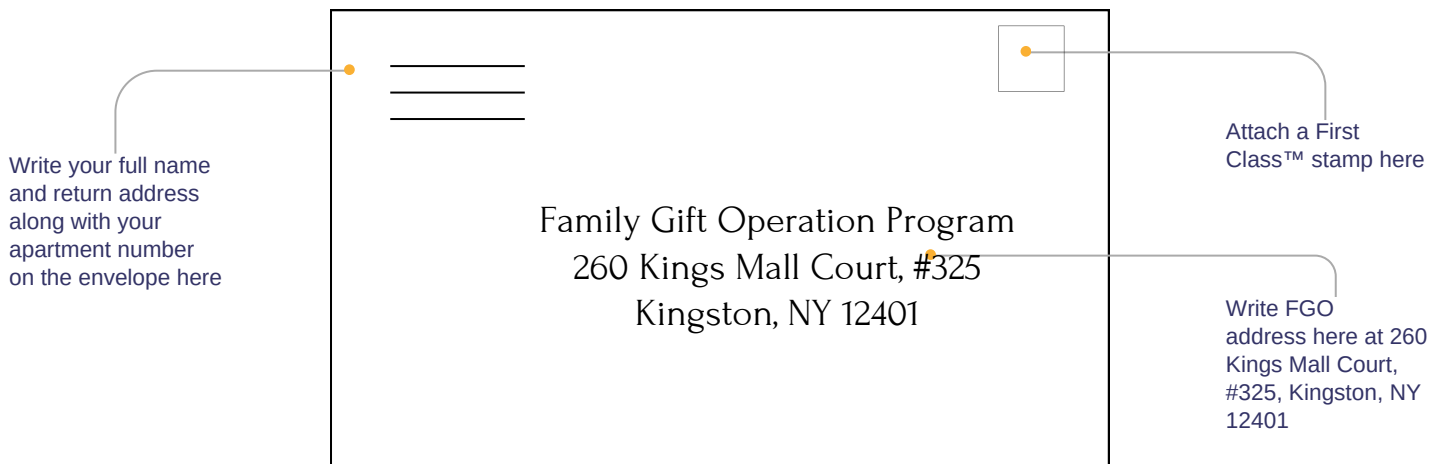 Write your full name
and return address
along with your
apartment number
on the envelope here
Attach a First
Class™ stamp here
Family Gift Operation Program
260 Kings Mall Court, #325
Kingston, NY 12401
Write FGO
address here at 260
Kings Mall Court,
#325, Kingston, NY
12401